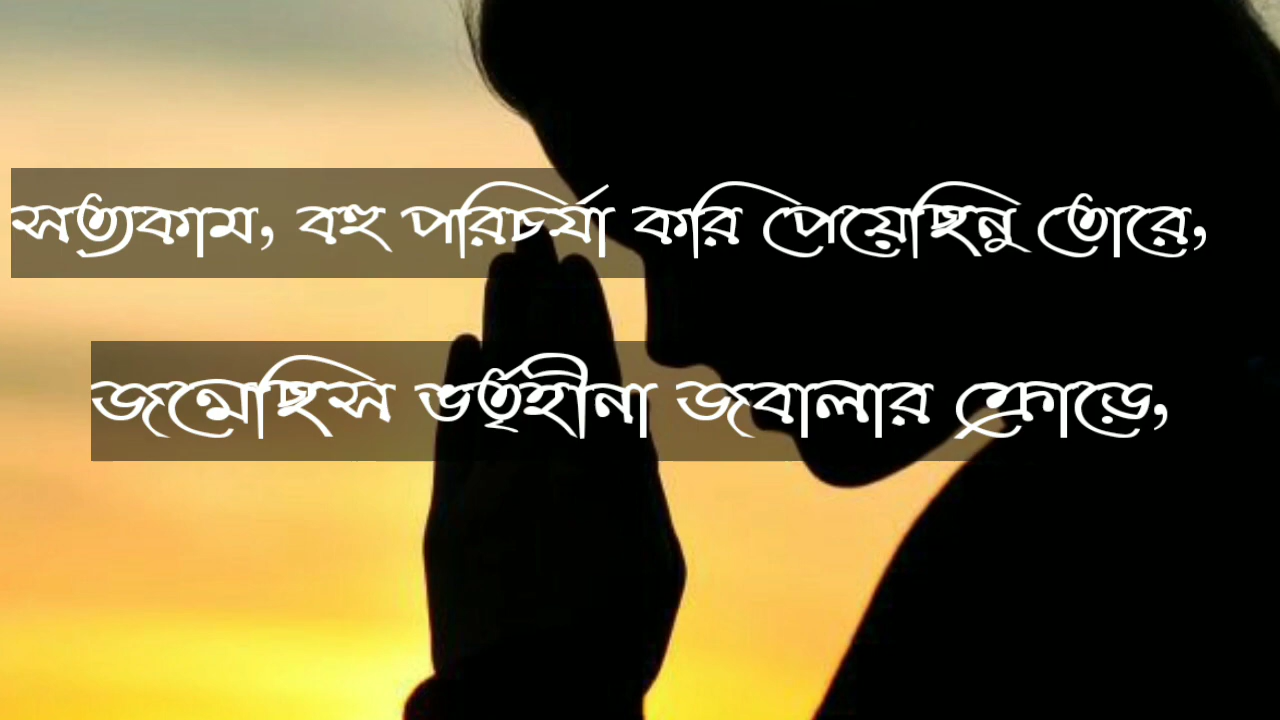 সত্যকাম, বহু পরিচর্যা করি পেয়েছিনু তোরে,
জন্মেছিস ভর্তৃহীনা জবালার ক্রোড়ে,